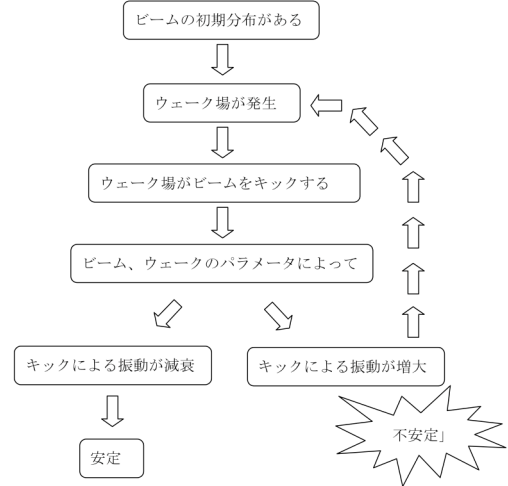 ビームの初期分布がある
ウェーク場が発生
ウェーク場がビームをキックする
ビーム、ウェークのパラメータによって
キックによる振動が減衰
キックによる振動が増大
不安定」
安定